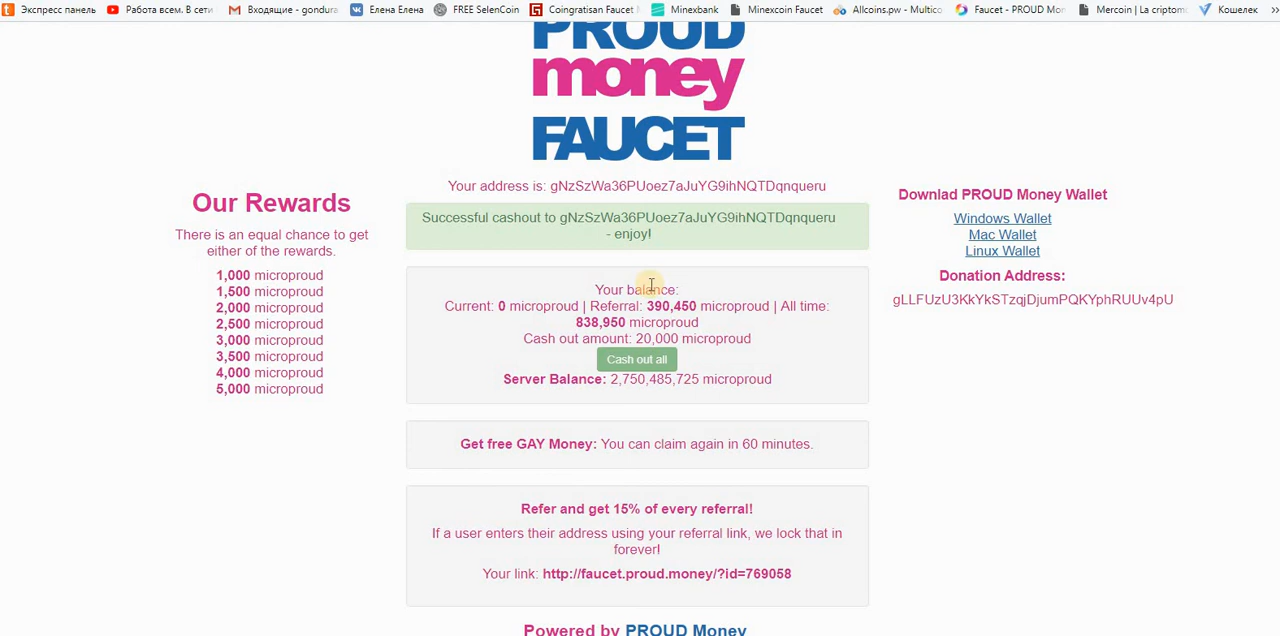 Экспресс панель
Работа всем. В сети
Входящие - gondura
Елена Елена
FREE SelenCoin
Coingratisan Faucet
Minexbank
Minexcoin Faucet
Allcoins.pw - Multico
Faucet - PROUD Mon
Mercoin | La criptom
Кошелек
PROUD
money
FAUCET
Your address is: gNzSzWa36PUoez7aJuYG9ihNQTDqnqueru
Successful cashout to gNzSzWa36PUoez7aJuYG9ihNQTDqnqueru
- enjoy!
Our Rewards
There is an equal chance to get
either of the rewards.
1,000 microproud
1,500 microproud
2,000 microproud
2,500 microproud
3,000 microproud
3,500 microproud
4,000 microproud
5,000 microproud
Your balance:
Current: 0 microproud | Referral: 390,450 microproud | All time:
838,950 microproud
Cash out amount: 20,000 microproud
Cash out all
Server Balance: 2,750,485,725 microproud
Get free GAY Money: You can claim again in 60 minutes.
Refer and get 15% of every referral!
If a user enters their address using your referral link, we lock that in
forever!
Your link: http://faucet.proud.money/?id=769058
Powered by PROUD Money
Downlad PROUD Money Wallet
Windows Wallet
Mac Wallet
Linux Wallet
Donation Address:
gLLFUzU3KkYkSTzqjDjumPQKYphRUUv4pU